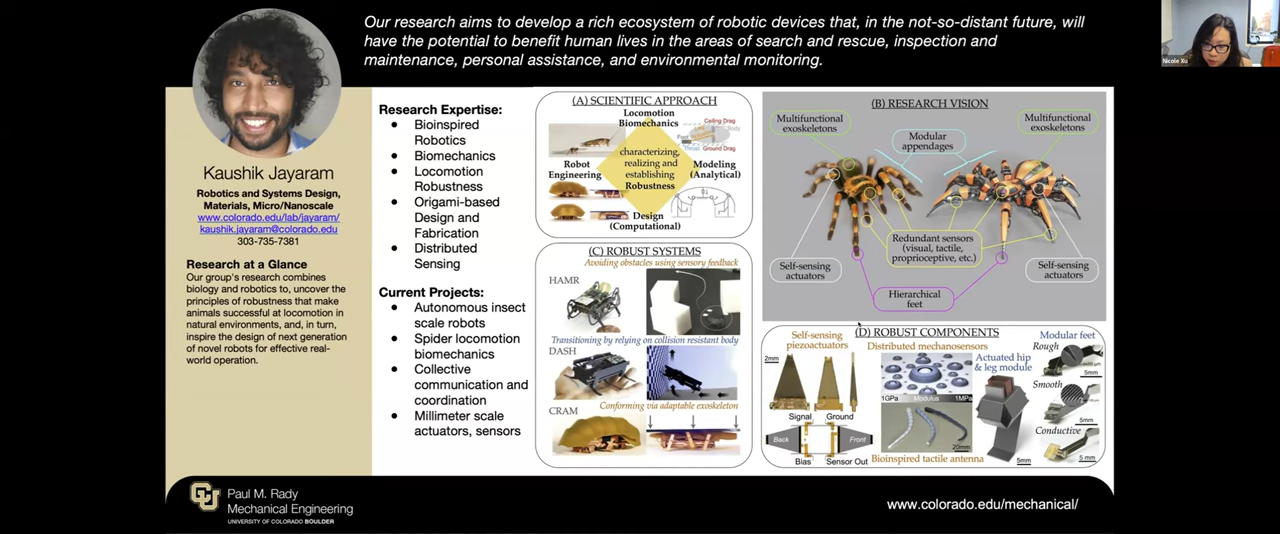 Our research aims to develop a rich ecosystem of robotic devices that, in the not-so-distant future, will
have the potential to benefit human lives in the areas of search and rescue, inspection and
maintenance, personal assistance, and environmental monitoring.
Nicole Xu
Kaushik Jayaram
Robotics and Systems Design,
Materials, Micro/Nanoscale
www.colorado.edu/lab/jayaram/
kaushik.jayaram@colorado.edu
303-735-7381
Research at a Glance
Our group's research combines
biology and robotics to, uncover the
principles of robustness that make
animals successful at locomotion in
natural environments, and, in turn,
inspire the design of next generation
of novel robots for effective real-
world operation.
Research Expertise:
• Bioinspired
Robotics
• Biomechanics
• Locomotion
Robustness
• Origami-based
Design and
Fabrication
• Distributed
Sensing
Current Projects:
• Autonomous insect
scale robots
• Spider locomotion
biomechanics
• Collective
communication and
coordination
• Millimeter scale
actuators, sensors
(A) SCIENTIFIC APPROACH
Locomotion
Biomechanics
Ceiling Drag
Body
Foot
Thrust Ground Drag
characterizing,
realizing and
establishing
Robustness
Robot
Engineering
Modeling
(Analytical)
Design
(Computational)
(B) RESEARCH VISION
Multifunctional
exoskeletons
Modular
appendages
Multifunctional
exoskeletons
Redundant sensors
(visual, tactile,
proprioceptive, etc.)
Self-sensing
actuators
Self-sensing
actuators
Hierarchical
feet
(C) ROBUST SYSTEMS
Avoiding obstacles using sensory feedback
HAMR
Transitioning by relying on collision resistant body
DASH
Conforming via adaptable exoskeleton
CRAM
(D) ROBUST COMPONENTS
Self-sensing
piezoactuators
2mm
Signal Ground
Back Front
Bias Sensor Out
Distributed mechanosensors
1GPa Modulus 1MPa
20mm
Bioinspired tactile antenna
Actuated hip
& leg module
5mm
Modular feet
Rough
5mm
Smooth
5mm
Conductive
5 mm
CU
Paul M. Rady
Mechanical Engineering
UNIVERSITY OF COLORADO BOULDER
www.colorado.edu/mechanical/